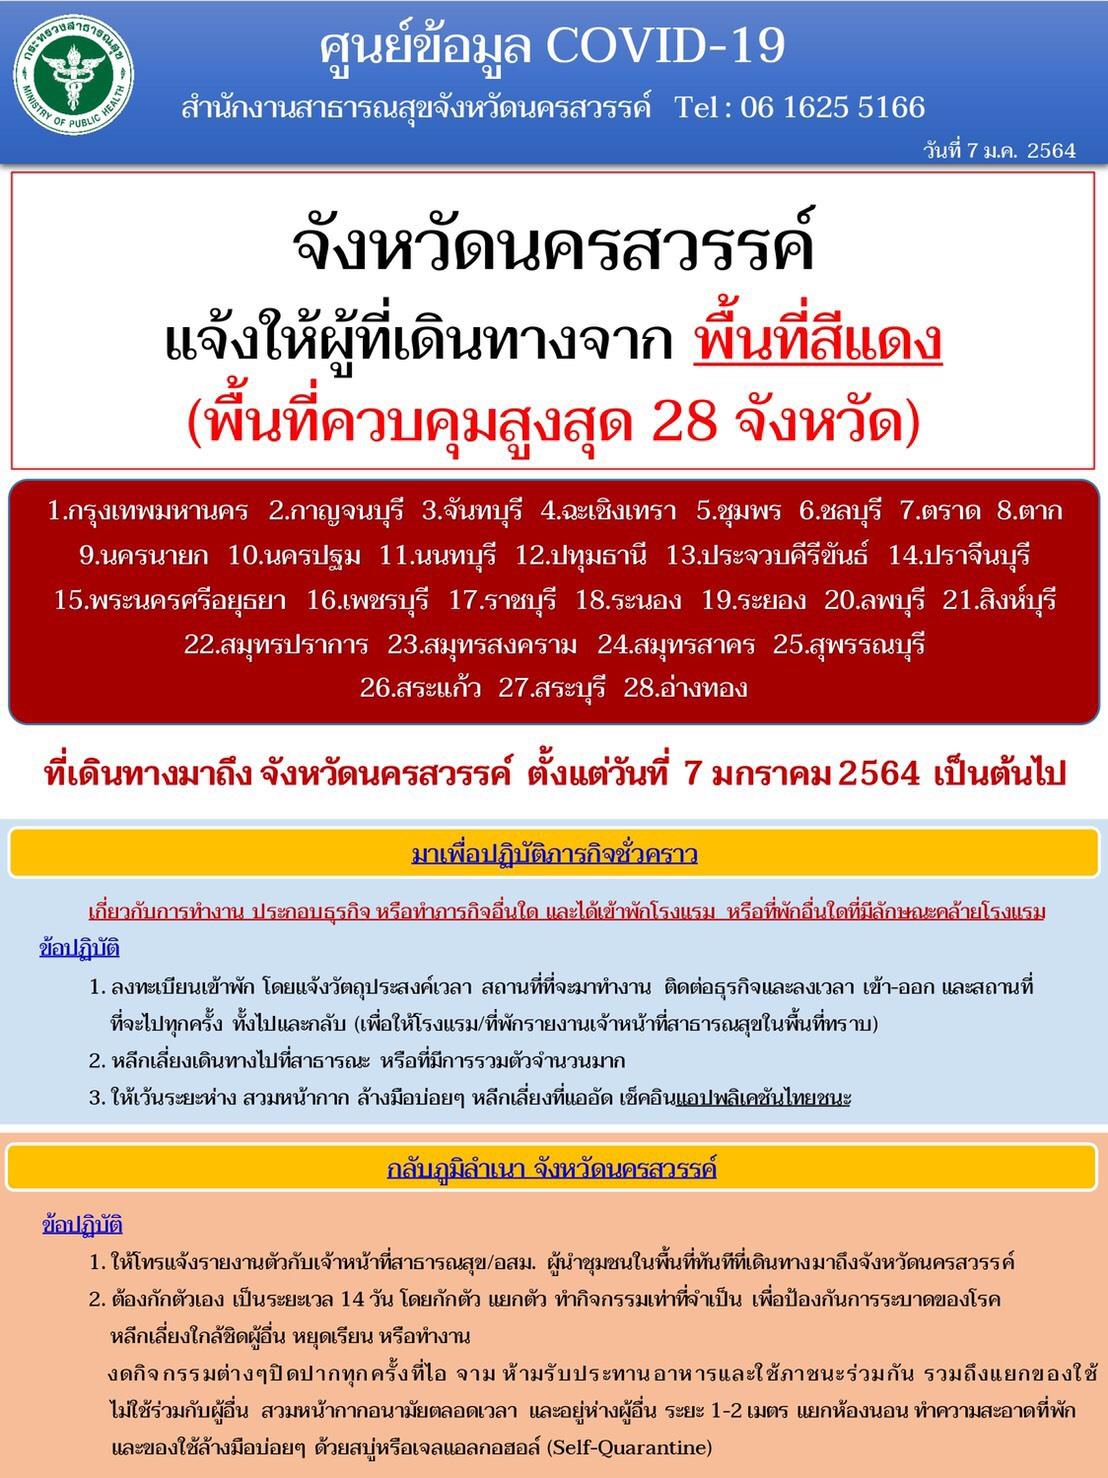 กระทรวงสาธารณสุข
MINISTRY OF PUBLIC HEALTH
ศูนย์ข้อมูล COVID-19
สำนักงานสาธารณสุขจังหวัดนครสวรรค์ Tel : 06 1625 5166
วันที่ 7 ม.ค. 2564
จังหวัดนครสวรรค์
แจ้งให้ผู้ที่เดินทางจาก พื้นที่สีแดง
(พื้นที่ควบคุมสูงสุด 28 จังหวัด)
1.กรุงเทพมหานคร 2.กาญจนบุรี 3.จันทบุรี 4.ฉะเชิงเทรา 5.ชุมพร 6.ชลบุรี 7.ตราด 8.ตาก
9.นครนายก 10.นครปฐม 11.นนทบุรี 12.ปทุมธานี 13.ประจวบคีรีขันธ์ 14.ปราจีนบุรี
15.พระนครศรีอยุธยา 16.เพชรบุรี 17.ราชบุรี 18.ระนอง 19.ระยอง 20.ลพบุรี 21.สิงห์บุรี
22.สมุทรปราการ 23.สมุทรสงคราม 24.สมุทรสาคร 25.สุพรรณบุรี
26.สระแก้ว 27.สระบุรี 28.อ่างทอง
ที่เดินทางมาถึง จังหวัดนครสวรรค์ ตั้งแต่วันที่ 7 มกราคม 2564 เป็นต้นไป
มาเพื่อปฏิบัติภารกิจชั่วคราว
เกี่ยวกับการทำงาน ประกอบธุรกิจ หรือทำภารกิจอื่นใด และได้เข้าพักโรงแรม หรือที่พักอื่นใดที่มีลักษณะคล้ายโรงแรม
ข้อปฏิบัติ
1. ลงทะเบียนเข้าพัก โดยแจ้งวัตถุประสงค์เวลา สถานที่ที่จะมาทำงาน ติดต่อธุรกิจและลงเวลา เข้า-ออก และสถานที่
ที่จะไปทุกครั้ง ทั้งไปและกลับ (เพื่อให้โรงแรม/ที่พักรายงานเจ้าหน้าที่สาธารณสุขในพื้นที่ทราบ)
2. หลีกเลี่ยงเดินทางไปที่สาธารณะ หรือที่มีการรวมตัวจำนวนมาก
3. ให้เว้นระยะห่าง สวมหน้ากาก ล้างมือบ่อยๆ หลีกเลี่ยงที่แออัด เช็คอินแอปพลิเคชันไทยชนะ
กลับภูมิลำเนา จังหวัดนครสวรรค์
ข้อปฏิบัติ
1. ให้โทรแจ้งรายงานตัวกับเจ้าหน้าที่สาธารณสุข/อสม. ผู้นำชุมชนในพื้นที่ทันทีที่เดินทางมาถึงจังหวัดนครสวรรค์
2. ต้องกักตัวเอง เป็นระยะเวล 14 วัน โดยกักตัว แยกตัว ทำกิจกรรมเท่าที่จำเป็น เพื่อป้องกันการระบาดของโรค
หลีกเลี่ยงใกล้ชิดผู้อื่น หยุดเรียน หรือทำงาน
งดกิจกรรมต่างๆปิดปากทุกครั้งที่ไอ จาม ห้ามรับประทานอาหารและใช้ภาชนะร่วมกัน รวมถึงแยกของใช้
ไม่ใช้ร่วมกับผู้อื่น สวมหน้ากากอนามัยตลอดเวลา และอยู่ห่างผู้อื่น ระยะ 1-2 เมตร แยกห้องนอน ทำความสะอาดที่พัก
และของใช้ล้างมือบ่อยๆ ด้วยสบู่หรือเจลแอลกอฮอล์ (Self-Quarantine)